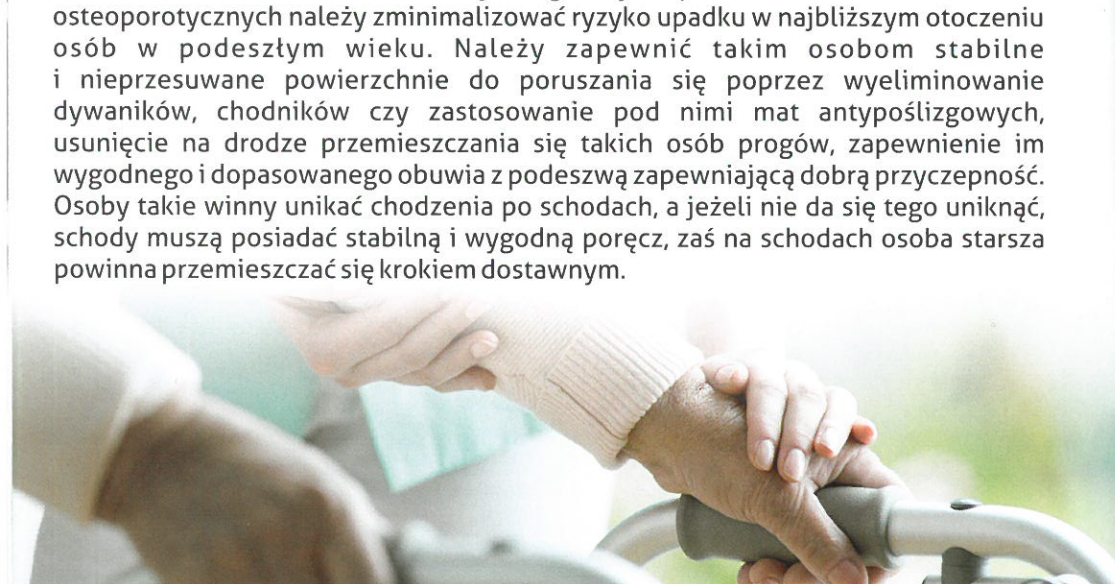 osteoporotycznych należy zminimalizować ryzyko upadku w najbliższym otoczeniu
osób w podeszłym wieku. Należy zapewnić takim osobom stabilne
i nieprzesuwane powierzchnie do poruszania się poprzez wyeliminowanie
dywaników, chodników czy zastosowanie pod nimi mat antypoślizgowych,
usunięcie na drodze przemieszczania się takich osób progów, zapewnienie im
wygodnego i dopasowanego obuwia z podeszwą zapewniającą dobrą przyczepność.
Osoby takie winny unikać chodzenia po schodach, a jeżeli nie da się tego uniknąć,
schody muszą posiadać stabilną i wygodną poręcz, zaś na schodach osoba starsza
powinna przemieszczać się krokiem dostawnym.